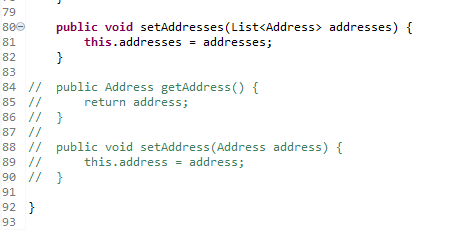 79
80 public void setAddresses(List<Address> addresses) {
81 this.addresses = addresses;
82 }
83
84 // public Address getAddress() {
85 // return address;
86 // }
87 //
88 // public void setAddress(Address address) {
89 // this.address = address;
90 // }
91
92 }
93